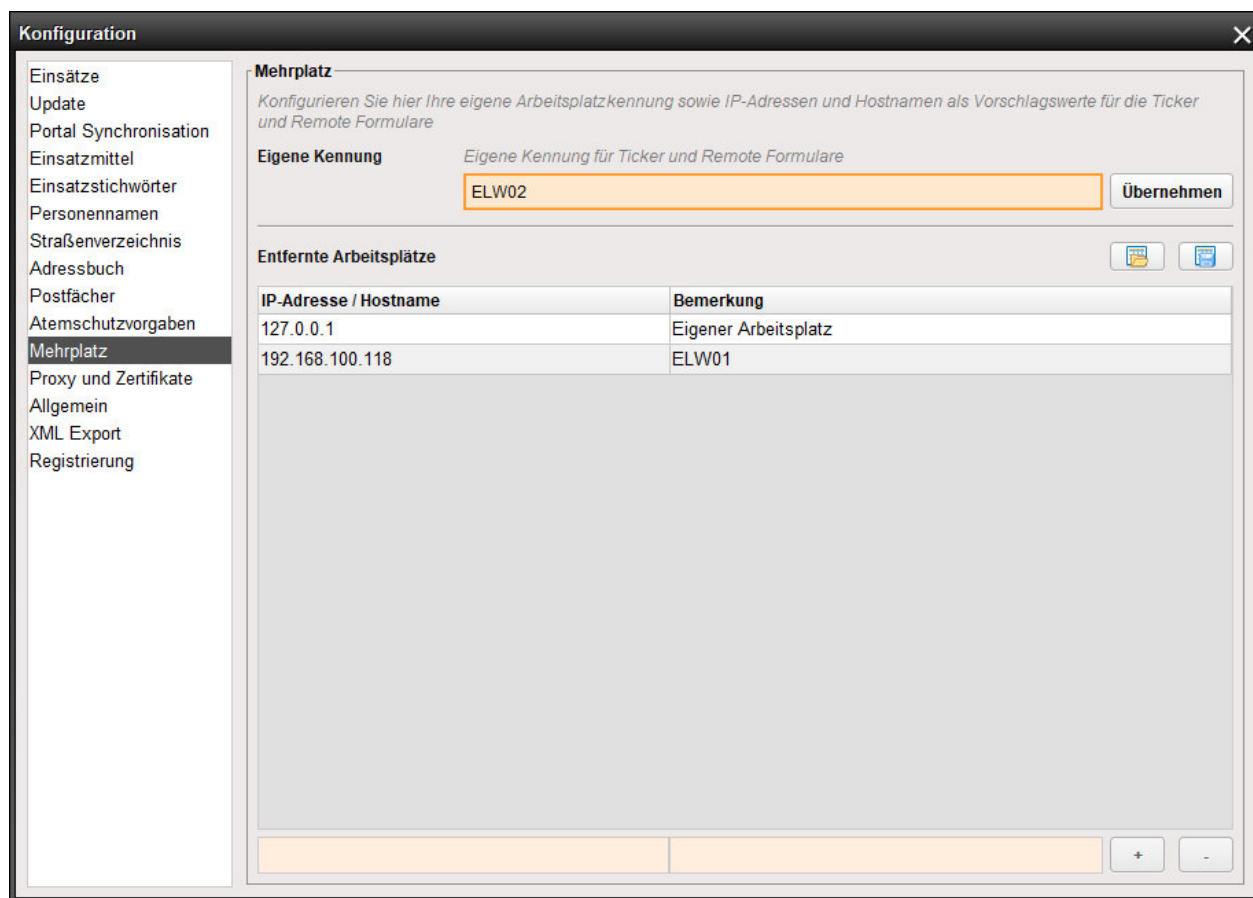 Konfiguration
Einsätze
Update
Portal Synchronisation
Einsatzmittel
Einsatzstichwörter
Personennamen
Straßenverzeichnis
Adressbuch
Postfächer
Atemschutzvorgaben
Mehrplatz
Proxy und Zertifikate
Allgemein
XML Export
Registrierung
Mehrplatz
Konfigurieren Sie hier Ihre eigene Arbeitsplatzkennung sowie IP-Adressen und Hostnamen als Vorschlagswerte für die Ticker
und Remote Formulare
Eigene Kennung Eigene Kennung für Ticker und Remote Formulare
ELW02 Übernehmen
Entfernte Arbeitsplätze
IP-Adresse / Hostname Bemerkung
127.0.0.1 Eigener Arbeitsplatz
192.168.100.118 ELW01
+ -